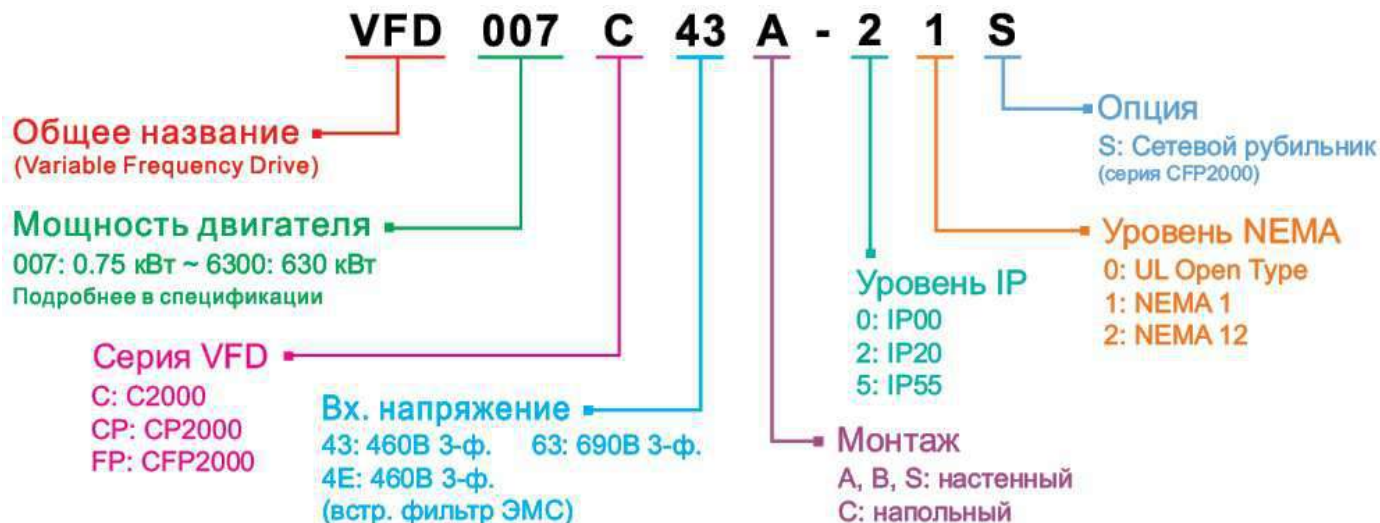 VFD 007 C 43 A - 2 1 S
Общее название
(Variable Frequency Drive)
Мощность двигателя
007: 0.75 кВт ~ 6300: 630 кВт
Подробнее в спецификации
Серия VFD
C: C2000
CP: CP2000
FP: CFP2000
Вх. напряжение
43: 460В 3-ф. 63: 690В 3-ф.
4E: 460В 3-ф.
(встр. фильтр ЭМС)
Монтаж
A, B, S: настенный
C: напольный
Уровень IP
0: IP00
2: IP20
5: IP55
Уровень NEMA
0: UL Open Type
1: NEMA 1
2: NEMA 12
Опция
S: Сетевой рубильник
(серия CFP2000)